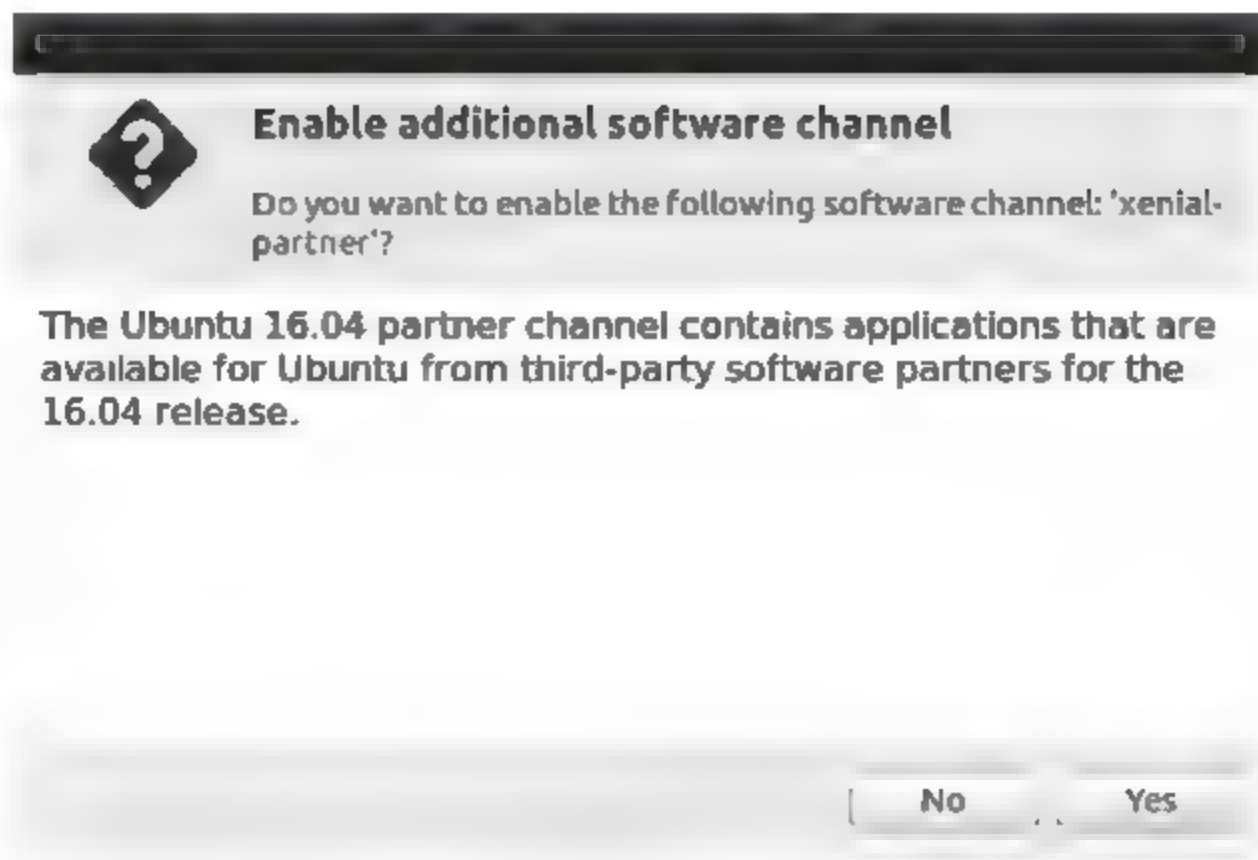 Enable additional software channel
Do you want to enable the following software channel: 'xenial-
partner'?
The Ubuntu 16.04 partner channel contains applications that are
available for Ubuntu from third-party software partners for the
16.04 release.
No Yes